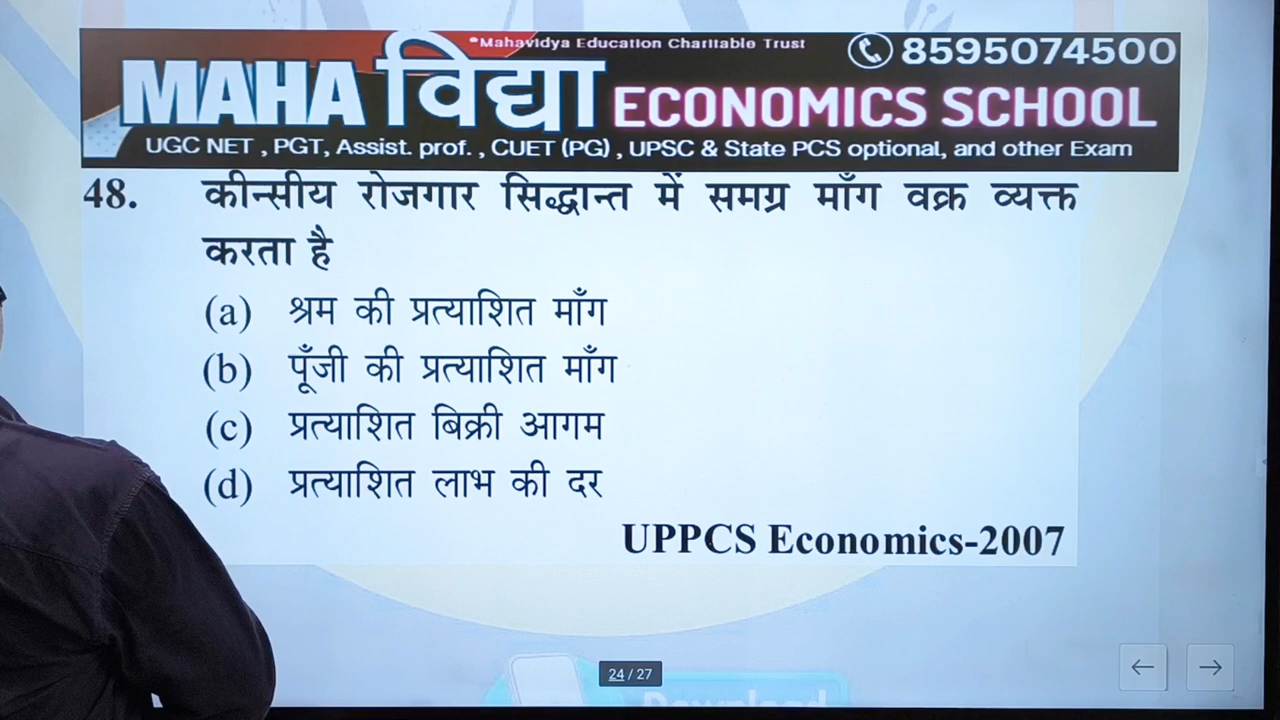 *Mahavidya Education Charitable Trust
8595074500
MAHA विद्या ECONOMICS SCHOOL
UGC NET , PGT, Assist. prof. , CUET (PG) , UPSC & State PCS optional, and other Exam
48. कीन्सीय रोजगार सिद्धान्त में समग्र माँग वक्र व्यक्त
करता है
(a) श्रम की प्रत्याशित माँग
(b) पूँजी की प्रत्याशित माँग
(c) प्रत्याशित बिक्री आगम
(d) प्रत्याशित लाभ की दर
UPPCS Economics-2007
24 / 27
Download